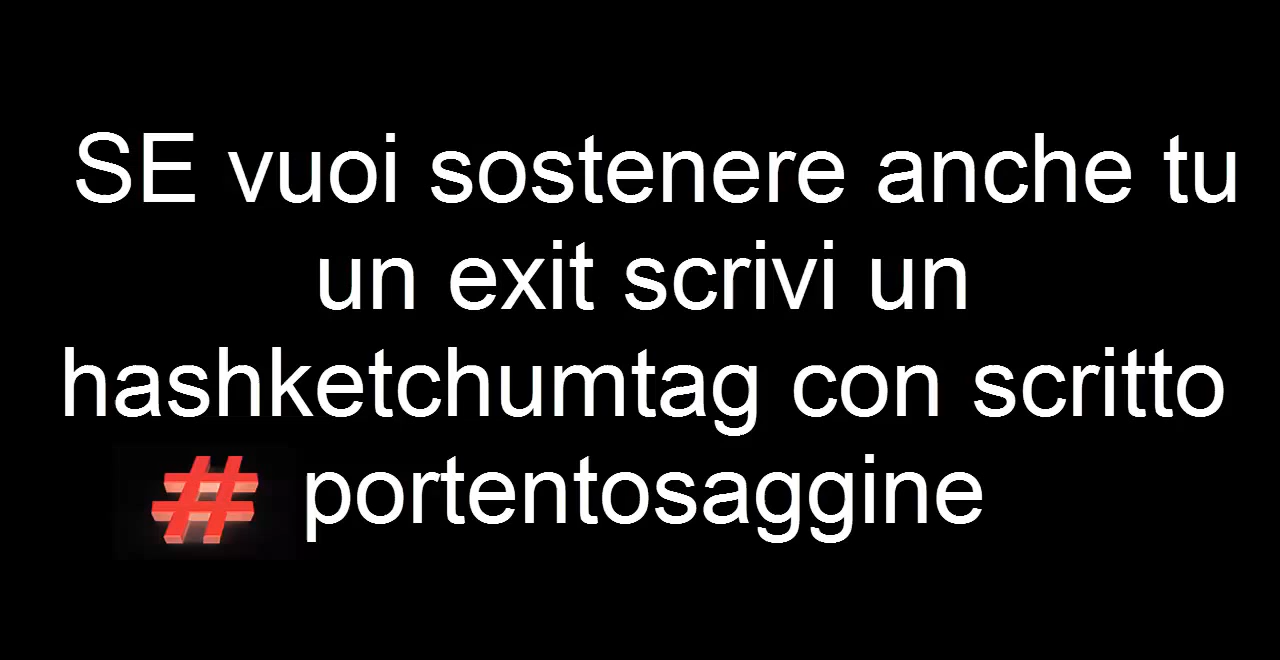 SE vuoi sostenere anche tu
un exit scrivi un
hashketchumtag con scritto
# portentosaggine